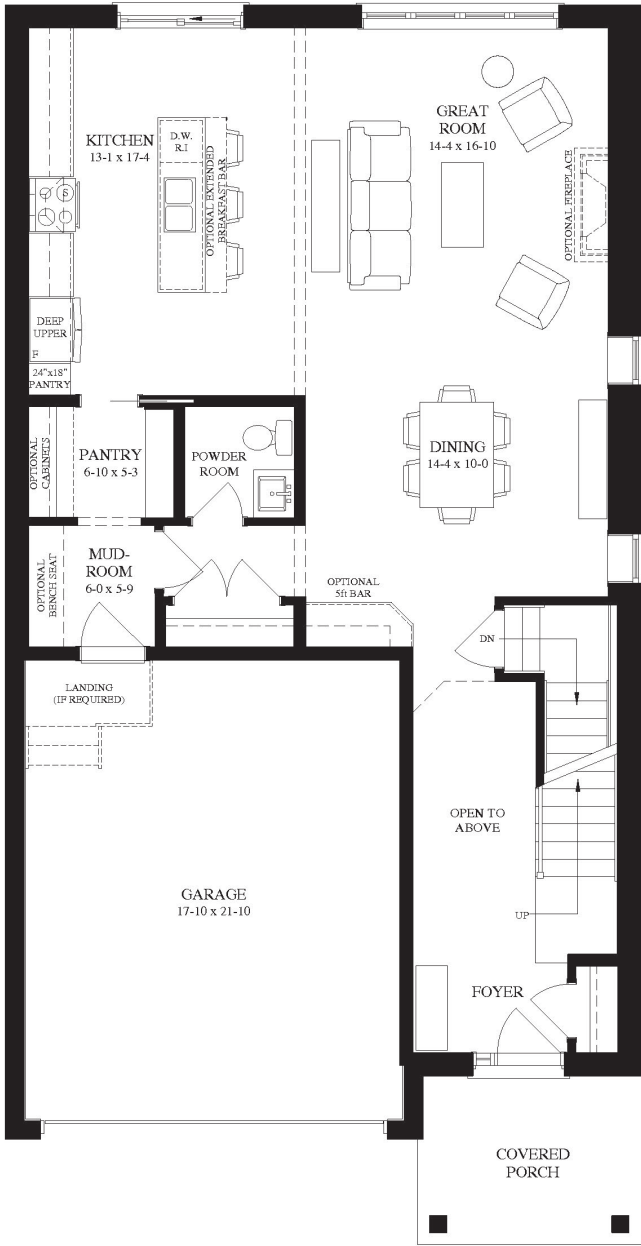 KITCHEN
13-1 x 17-4
D.W.
R.I
OPTIONAL EXTENDED
BREAKFAST BAR
GREAT
ROOM
14-4 x 16-10
OPTIONAL FIREPLACE
S
DEEP
UPPER
F
24"x18"
PANTRY
OPTIONAL
CABINETS
PANTRY
6-10 x 5-3
POWDER
ROOM
DINING
14-4 x 10-0
OPTIONAL
BENCH SEAT
MUD-
ROOM
6-0 x 5-9
OPTIONAL
5ft BAR
DN
LANDING
(IF REQUIRED)
OPEN TO
ABOVE
GARAGE
17-10 x 21-10
UP
FOYER
COVERED
PORCH